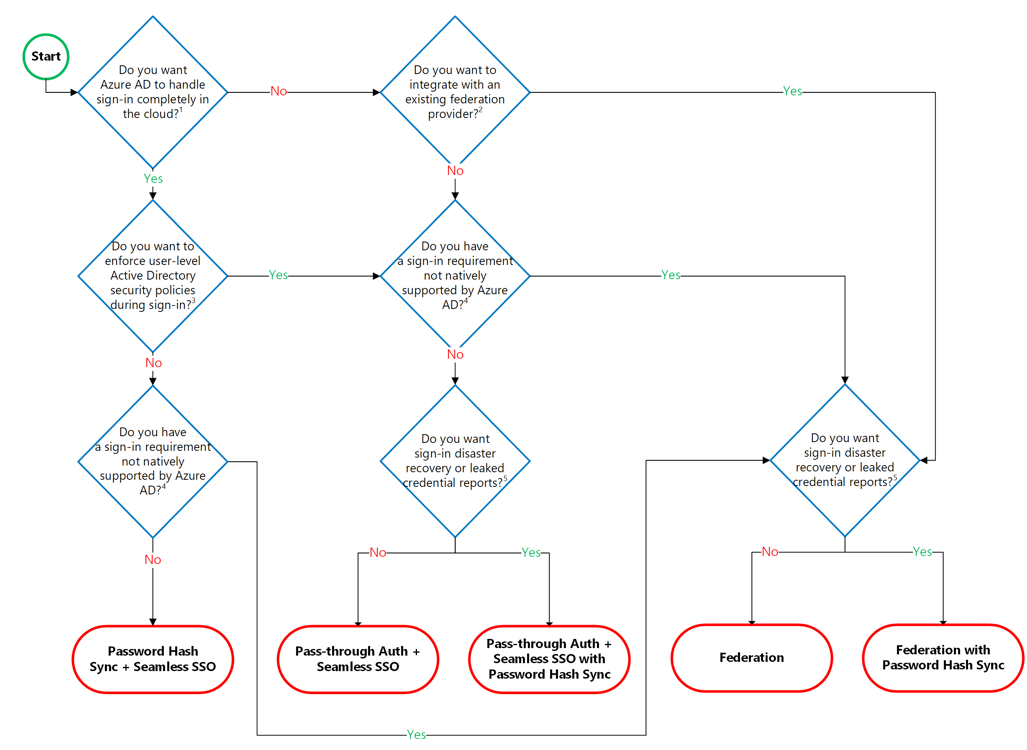 Start
Do you want
Azure AD to handle
sign-in completely in
the cloud?1
No
Do you want to
integrate with an
existing federation
provider?2
Yes
Yes
No
Do you want to
enforce user-level
Active Directory
security policies
during sign-in?3
Yes
Do you have
a sign-in requirement
not natively
supported by Azure
AD?4
Yes
No
No
Do you have
a sign-in requirement
not natively
supported by Azure
AD?4
Do you want
sign-in disaster
recovery or leaked
credential reports?5
Do you want
sign-in disaster
recovery or leaked
credential reports?5
No
No
Yes
No
Yes
Password Hash
Sync + Seamless SSO
Pass-through Auth +
Seamless SSO
Pass-through Auth +
Seamless SSO with
Password Hash Sync
Federation
Federation with
Password Hash Sync
Yes